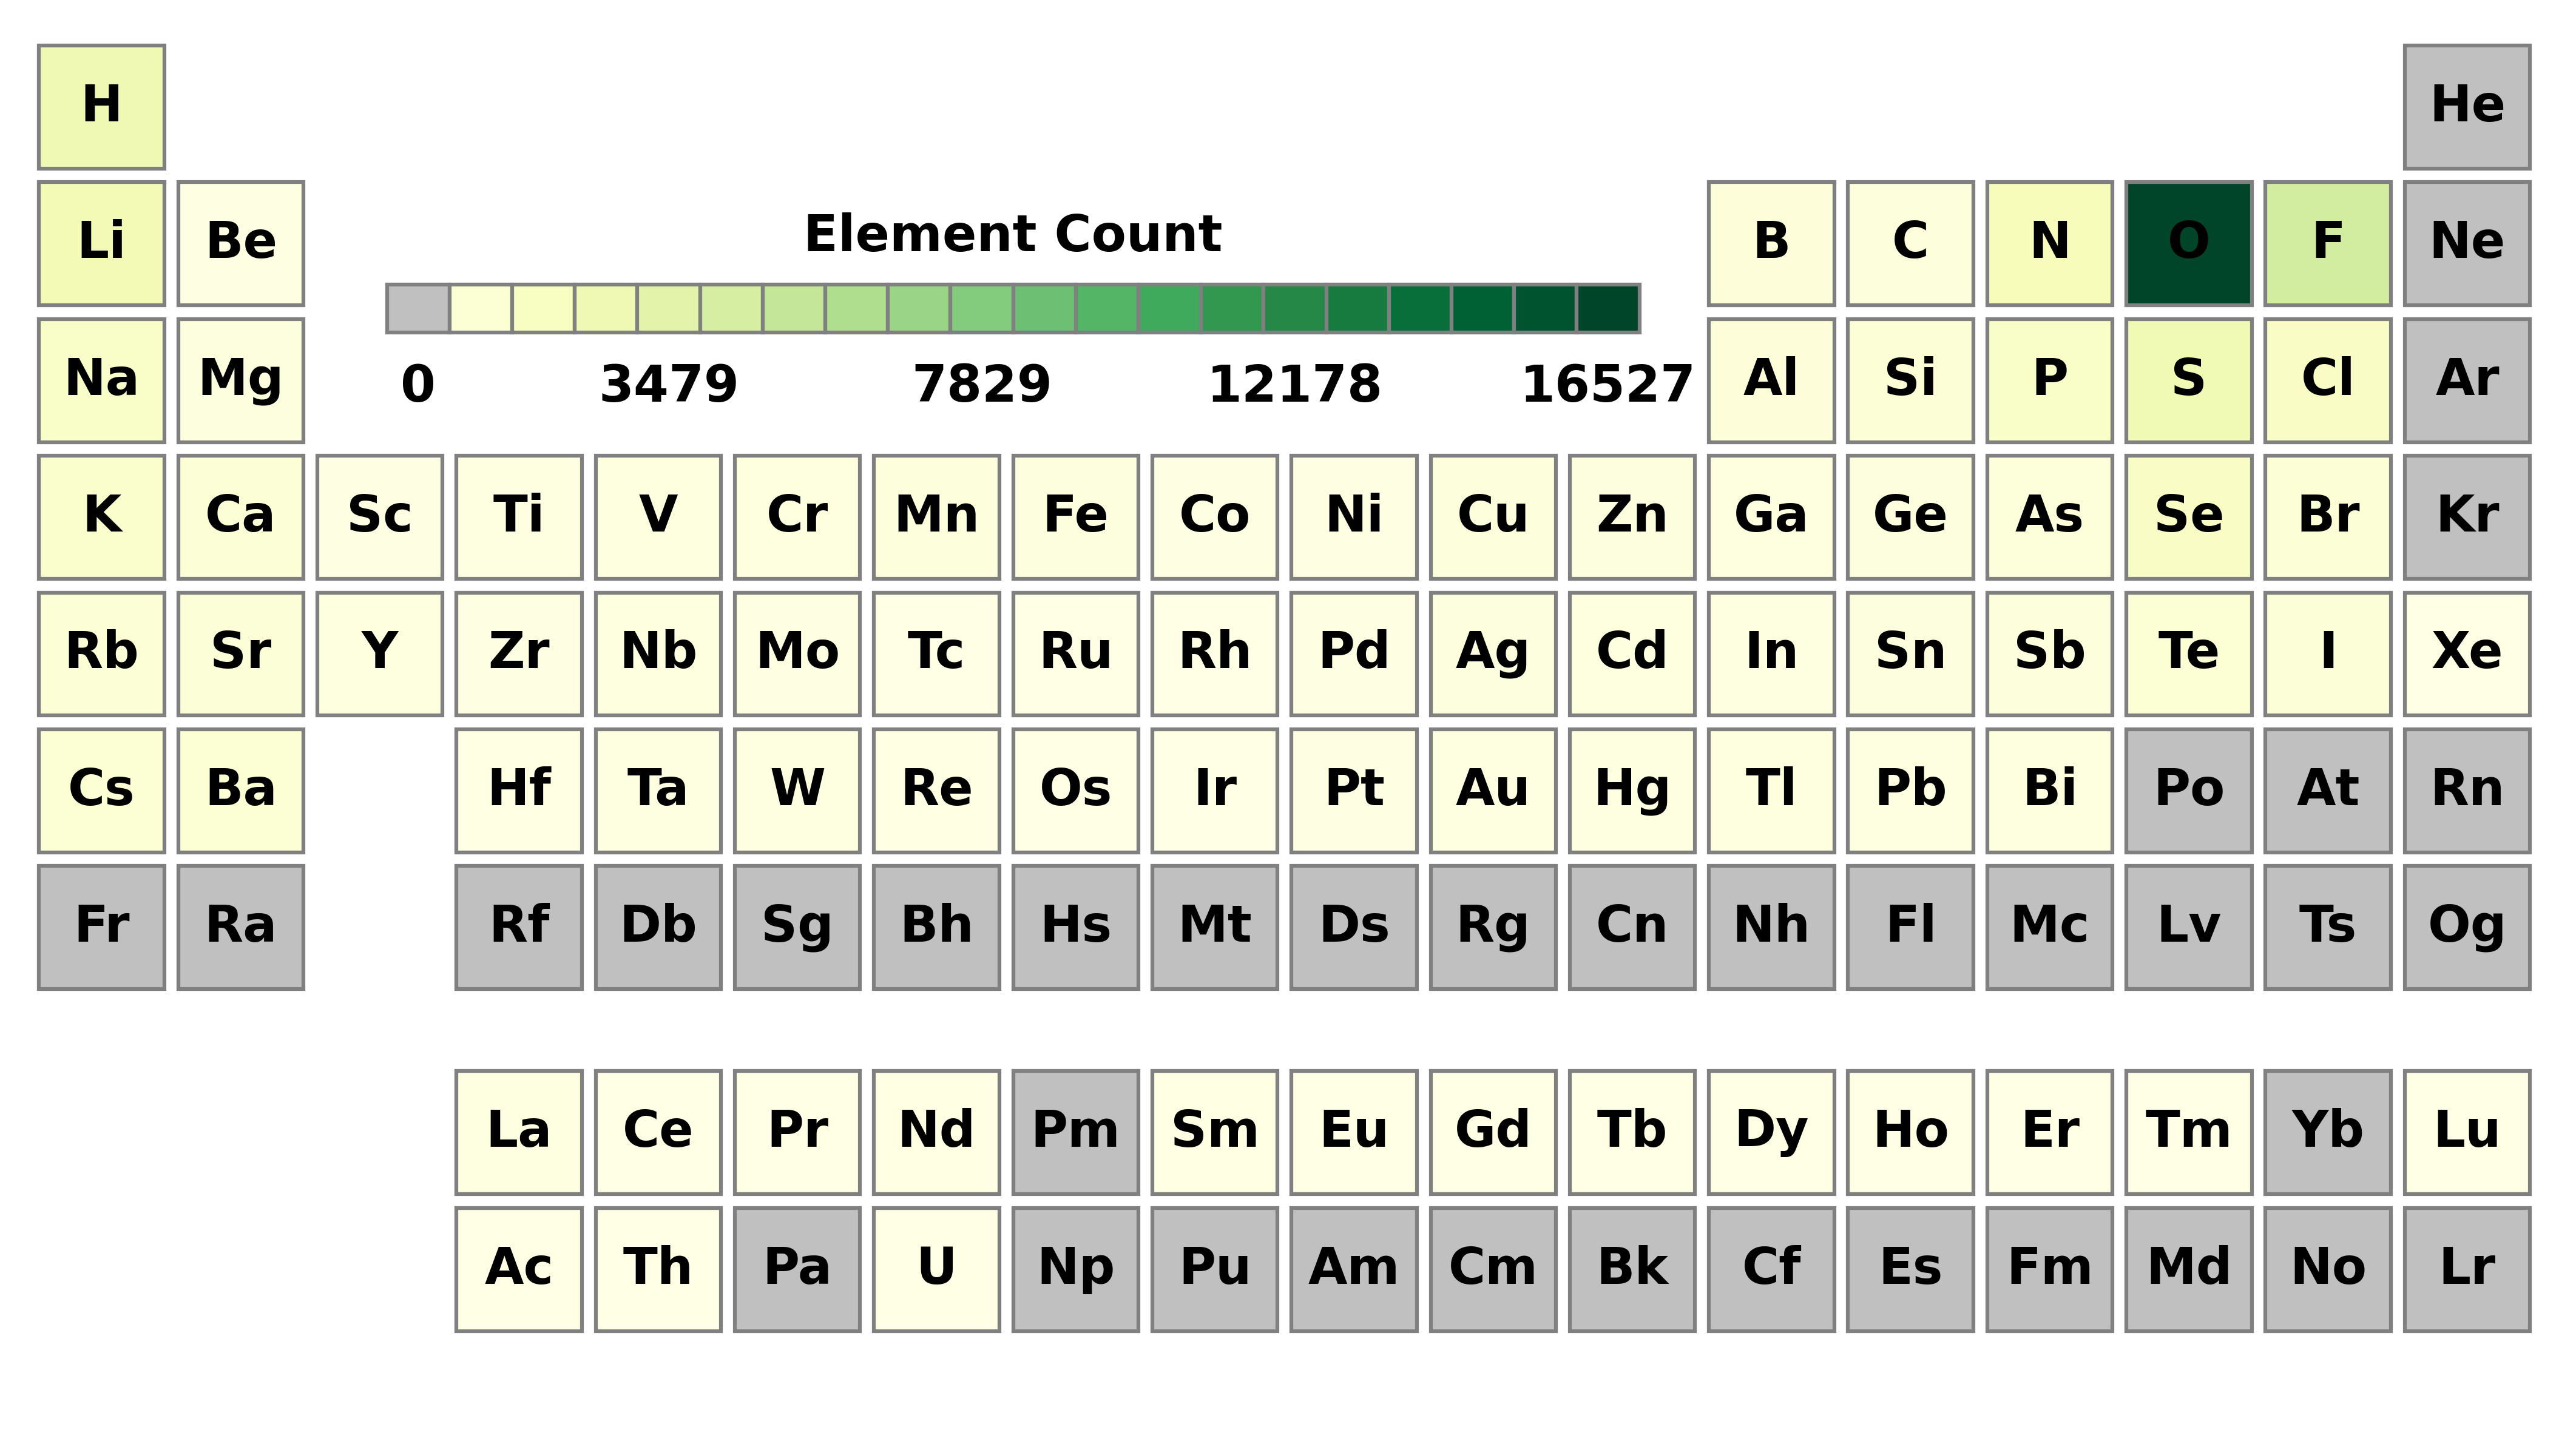 H He
Li Be B C N O F Ne
Element Count
Na Mg Al Si P S Cl Ar
0 3479 7829 12178 16527
K Ca Sc Ti V Cr Mn Fe Co Ni Cu Zn Ga Ge As Se Br Kr
Rb Sr Y Zr Nb Mo Tc Ru Rh Pd Ag Cd In Sn Sb Te I Xe
Cs Ba Hf Ta W Re Os Ir Pt Au Hg Tl Pb Bi Po At Rn
Fr Ra Rf Db Sg Bh Hs Mt Ds Rg Cn Nh Fl Mc Lv Ts Og
La Ce Pr Nd Pm Sm Eu Gd Tb Dy Ho Er Tm Yb Lu
Ac Th Pa U Np Pu Am Cm Bk Cf Es Fm Md No Lr